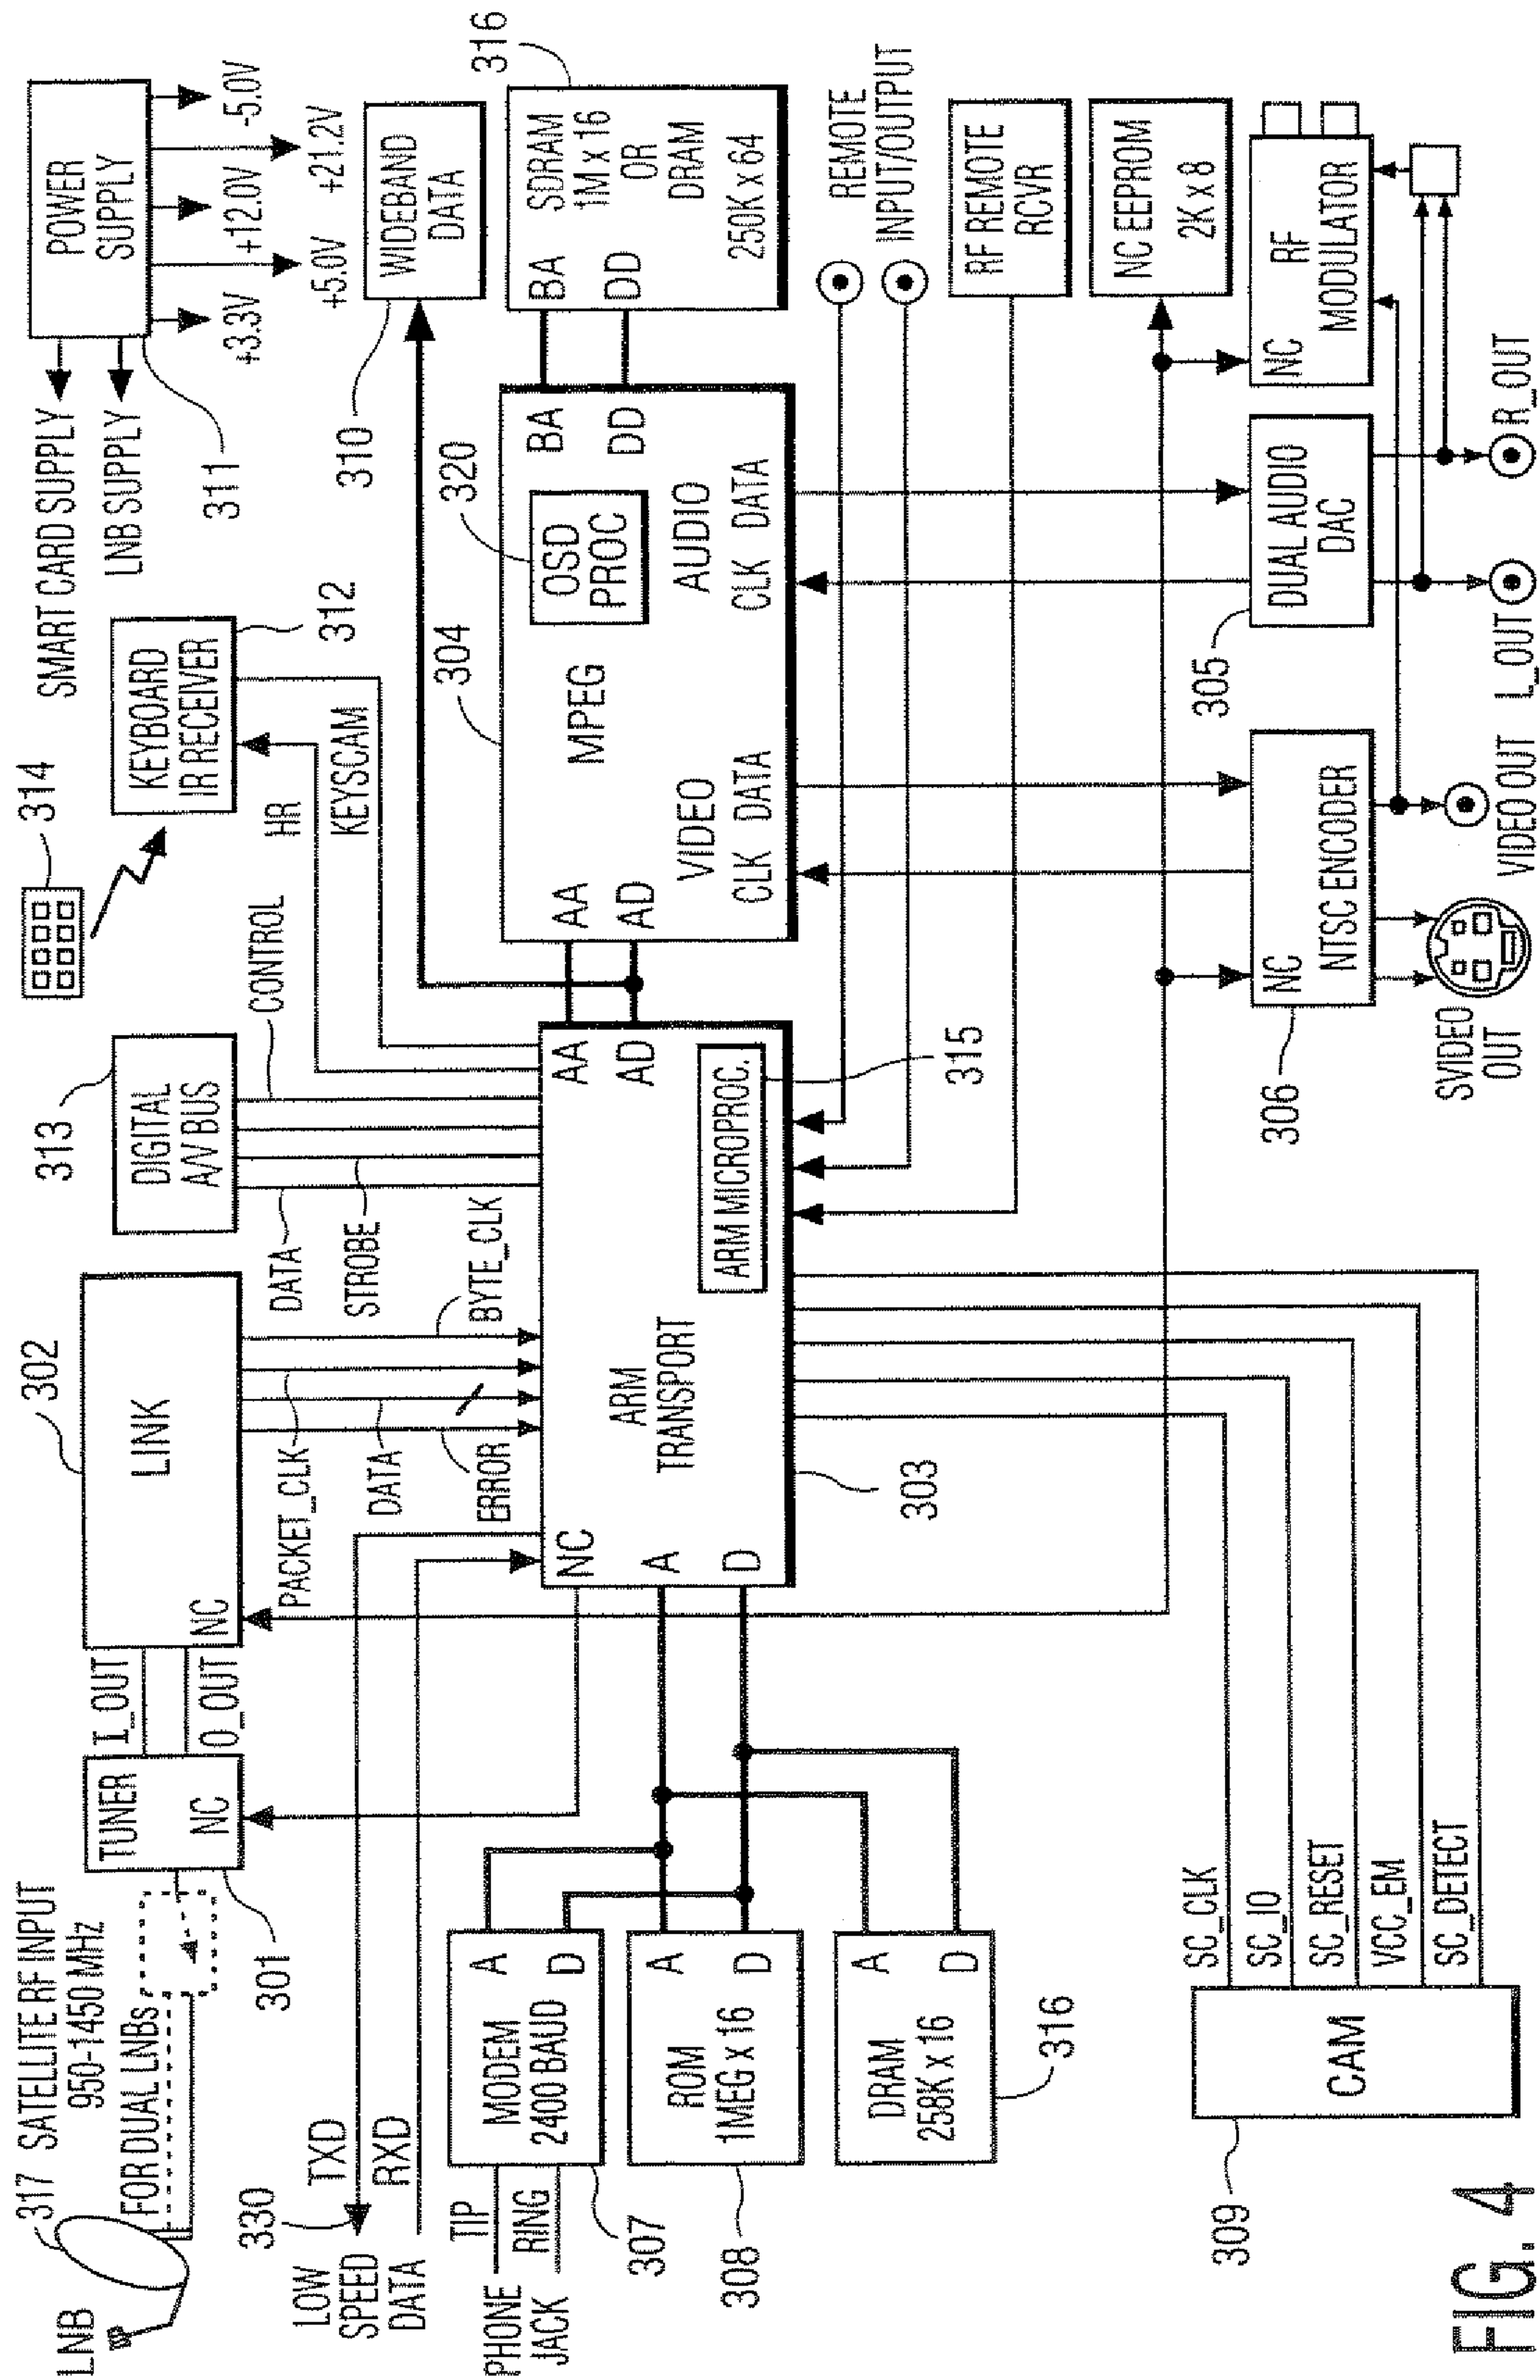 LNB
317
SATELLITE RF INPUT
950-1450 MHz
FOR DUAL LNBs
301
TUNER
NC
I_OUT
O_OUT
302
LINK
NC
PACKET_CLK
DATA
ERROR
BYTE_CLK
313
DIGITAL
A/V BUS
DATA
STROBE
CONTROL
314
KEYBOARD
IR RECEIVER
312
HR
KEYSCAM
SMART CARD SUPPLY
LNB SUPPLY
311
POWER
SUPPLY
+3.3V
+5.0V
+12.0V
+21.2V
-5.0V
310
WIDEBAND
DATA
330
LOW
SPEED
DATA
TXD
RXD
PHONE
JACK
TIP
RING
307
MODEM
2400 BAUD
A
D
308
ROM
1MEG x 16
A
D
DRAM
258K x 16
A
D
316
NC
A
D
ARM
TRANSPORT
AA
AD
ARM MICROPROC.
303
315
304
AA
AD
MPEG
320
OSD
PROC
BA
DD
VIDEO
CLK DATA
AUDIO
CLK DATA
BA
DD
SDRAM
1M x 16
OR
DRAM
250K x 64
316
REMOTE
INPUT/OUTPUT
RF REMOTE
RCVR
NC EEPROM
2K x 8
309
CAM
SC_CLK
SC_IO
SC_RESET
VCC_EM
SC_DETECT
306
NC
NTSC ENCODER
SVIDEO
OUT
VIDEO OUT
305
DUAL AUDIO
DAC
L_OUT
R_OUT
NC
RF
MODULATOR
FIG. 4